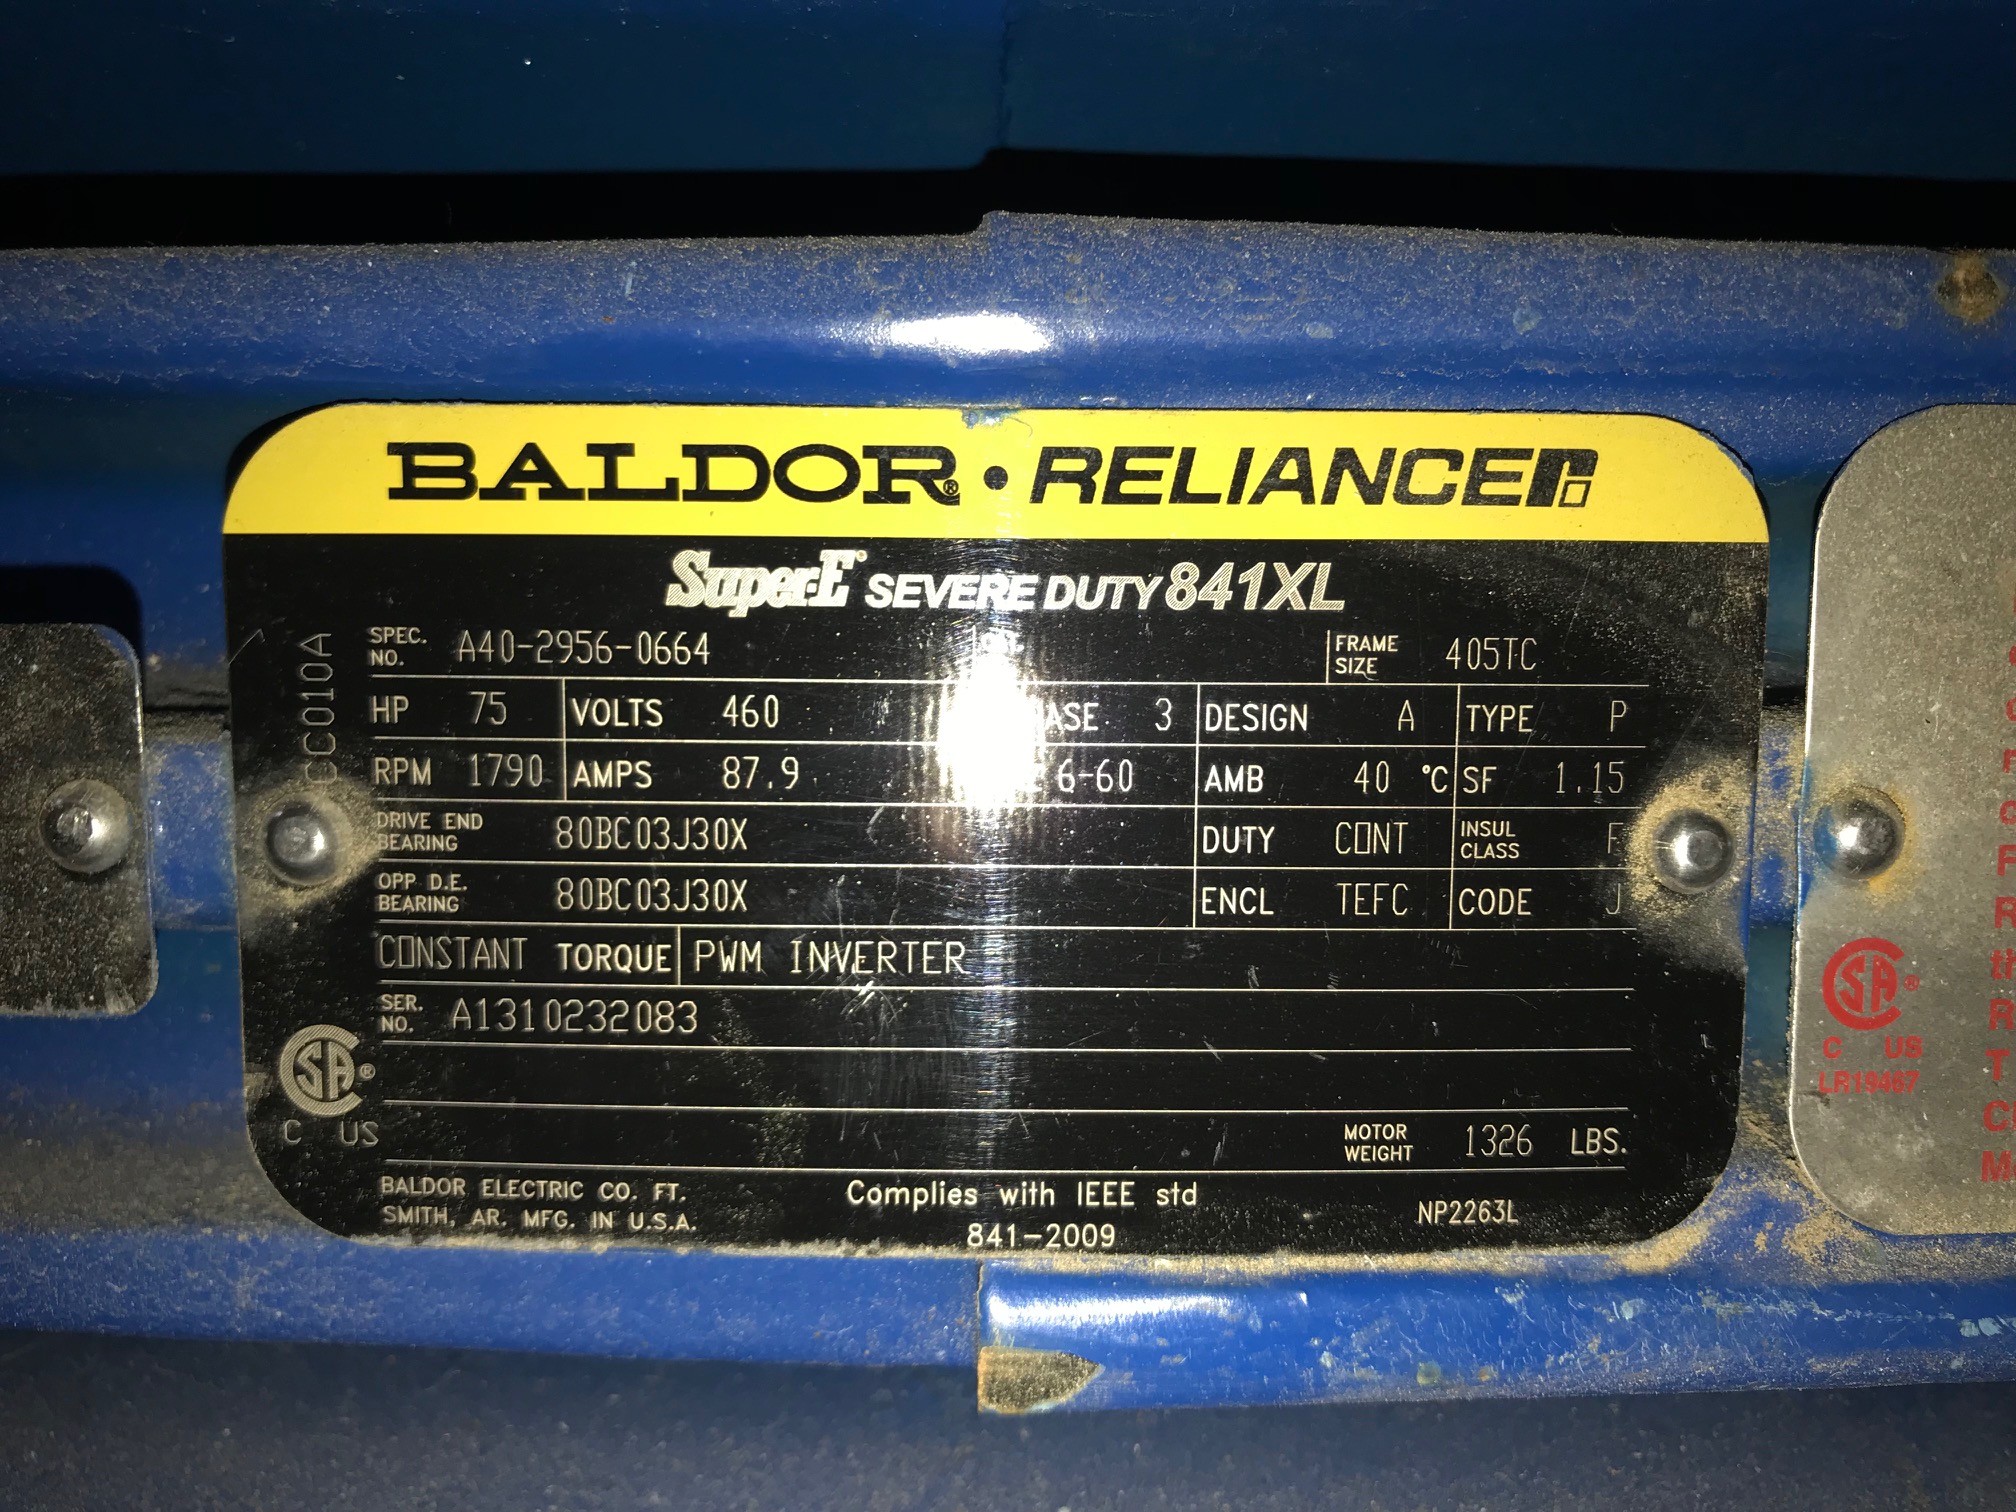 BALDOR® • RELIANCE
Super-E® SEVERE DUTY 841XL
CC010A
SPEC. NO. A40-2956-0664 FRAME SIZE 405TC
HP 75 VOLTS 460 3 DESIGN A TYPE P
RPM 1790 AMPS 87.9 6-60 AMB 40 °C SF 1.15
DRIVE END BEARING 80BC03J30X DUTY CONT INSUL CLASS F
OPP D.E. BEARING 80BC03J30X ENCL TEFC CODE J
CONSTANT TORQUE PWM INVERTER
SER. NO. A1310232083
SA®
C US
MOTOR WEIGHT 1326 LBS.
BALDOR ELECTRIC CO. FT.
SMITH, AR. MFG. IN U.S.A.
Complies with IEEE std
841-2009
NP2263L
SA®
C US
LR19467